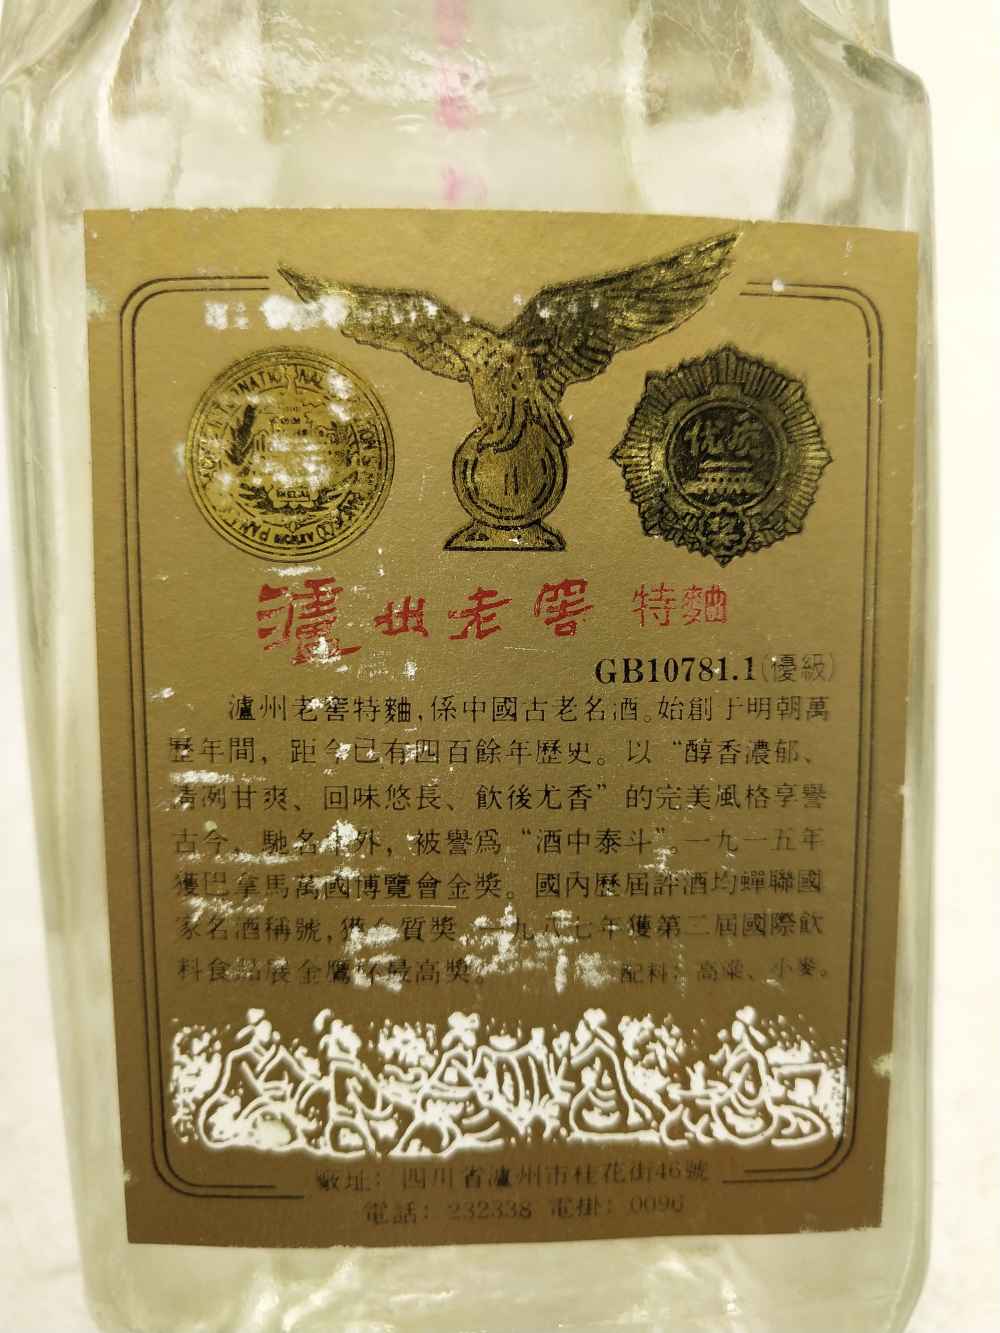 優質
獎
瀘州老窖 特麯
GB10781.1(優級)
瀘州老窖特麯,係中國古老名酒。始創于明朝萬
歷年間，距今已有四百餘年歷史。以“醇香濃郁、
清洌甘爽、回味悠長、飲後尤香”的完美風格享譽
古今，馳名中外，被譽爲“酒中泰斗”。一九一五年
獲巴拿馬萬國博覽會金獎。國內歷屆評酒均蟬聯國
家名酒稱號,獲金質獎 一九八七年獲第二屆國際飲
料食品展金鷹杯最高獎。 配料：高粱、小麥。
廠址：四川省瀘州市桂花街46號
電話：232338 電掛：0096